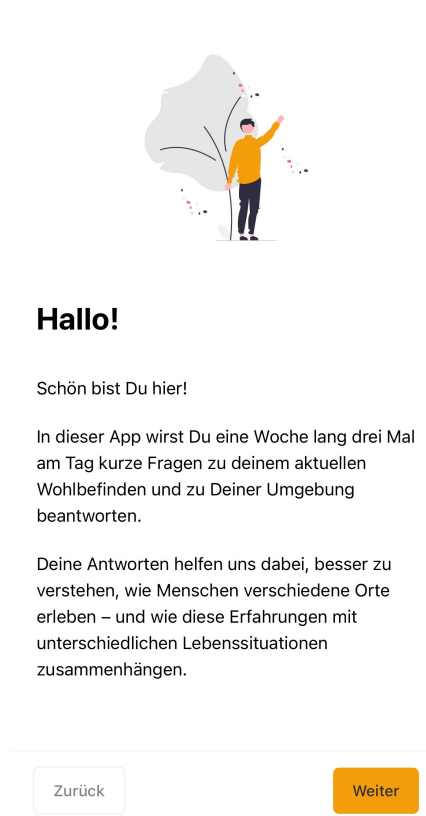 Hallo!
Schön bist Du hier!
In dieser App wirst Du eine Woche lang drei Mal
am Tag kurze Fragen zu deinem aktuellen
Wohlbefinden und zu Deiner Umgebung
beantworten.
Deine Antworten helfen uns dabei, besser zu
verstehen, wie Menschen verschiedene Orte
erleben – und wie diese Erfahrungen mit
unterschiedlichen Lebenssituationen
zusammenhängen.
Zurück
Weiter